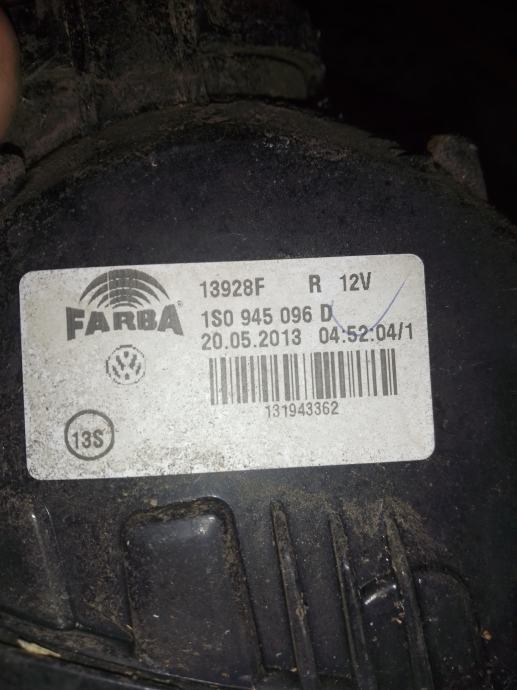 FARBA
13928F R 12V
1S0 945 096 D
20.05.2013 04.52.04/1
131943362
13S